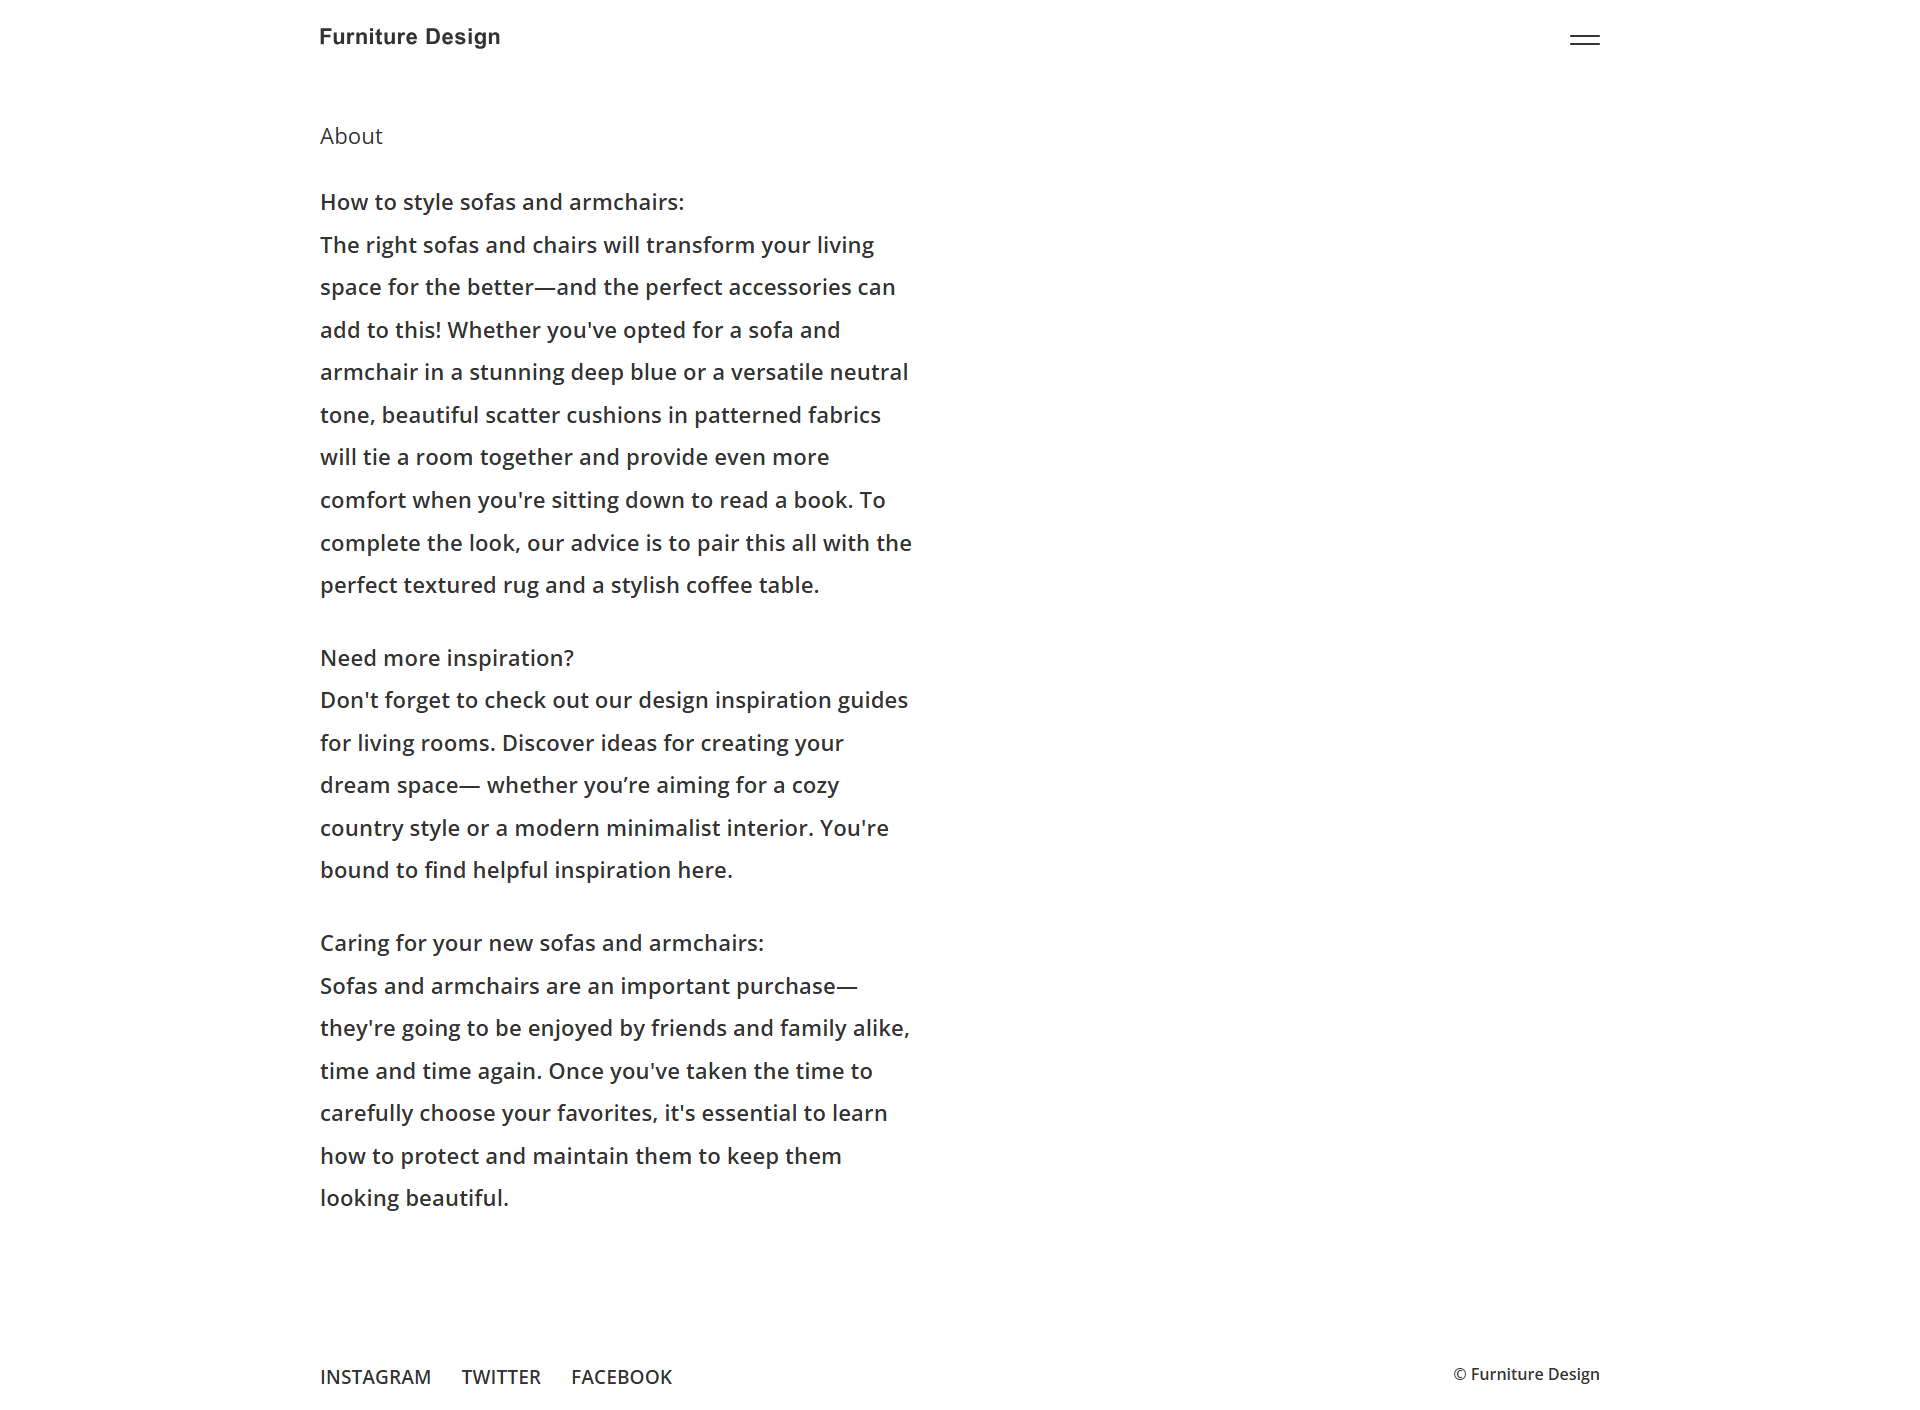 Furniture Design
About
How to style sofas and armchairs:
The right sofas and chairs will transform your living
space for the better—and the perfect accessories can
add to this! Whether you've opted for a sofa and
armchair in a stunning deep blue or a versatile neutral
tone, beautiful scatter cushions in patterned fabrics
will tie a room together and provide even more
comfort when you're sitting down to read a book. To
complete the look, our advice is to pair this all with the
perfect textured rug and a stylish coffee table.
Need more inspiration?
Don't forget to check out our design inspiration guides
for living rooms. Discover ideas for creating your
dream space— whether you’re aiming for a cozy
country style or a modern minimalist interior. You're
bound to find helpful inspiration here.
Caring for your new sofas and armchairs:
Sofas and armchairs are an important purchase—
they're going to be enjoyed by friends and family alike,
time and time again. Once you've taken the time to
carefully choose your favorites, it's essential to learn
how to protect and maintain them to keep them
looking beautiful.
INSTAGRAM TWITTER FACEBOOK
© Furniture Design